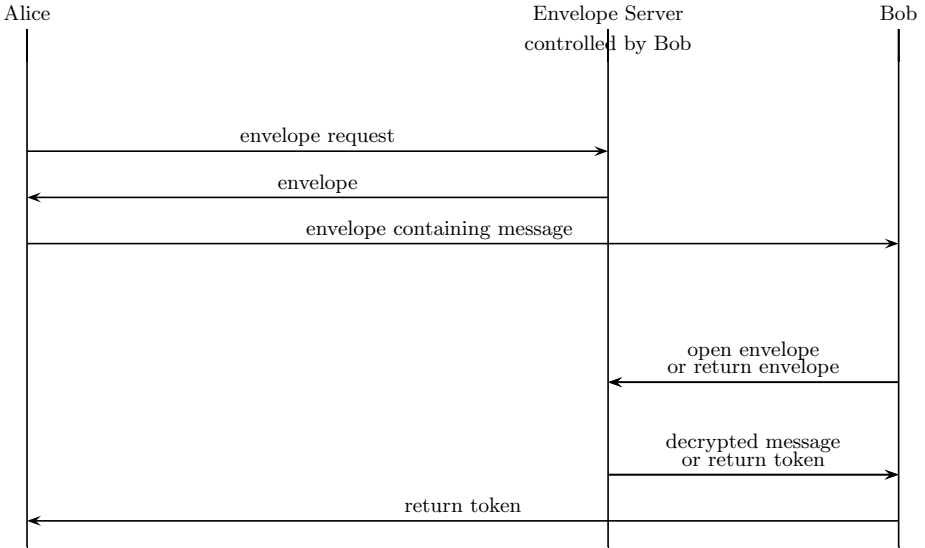 Alice
Envelope Server
controlled by Bob
Bob
envelope request
envelope
envelope containing message
open envelope
or return envelope
decrypted message
or return token
return token